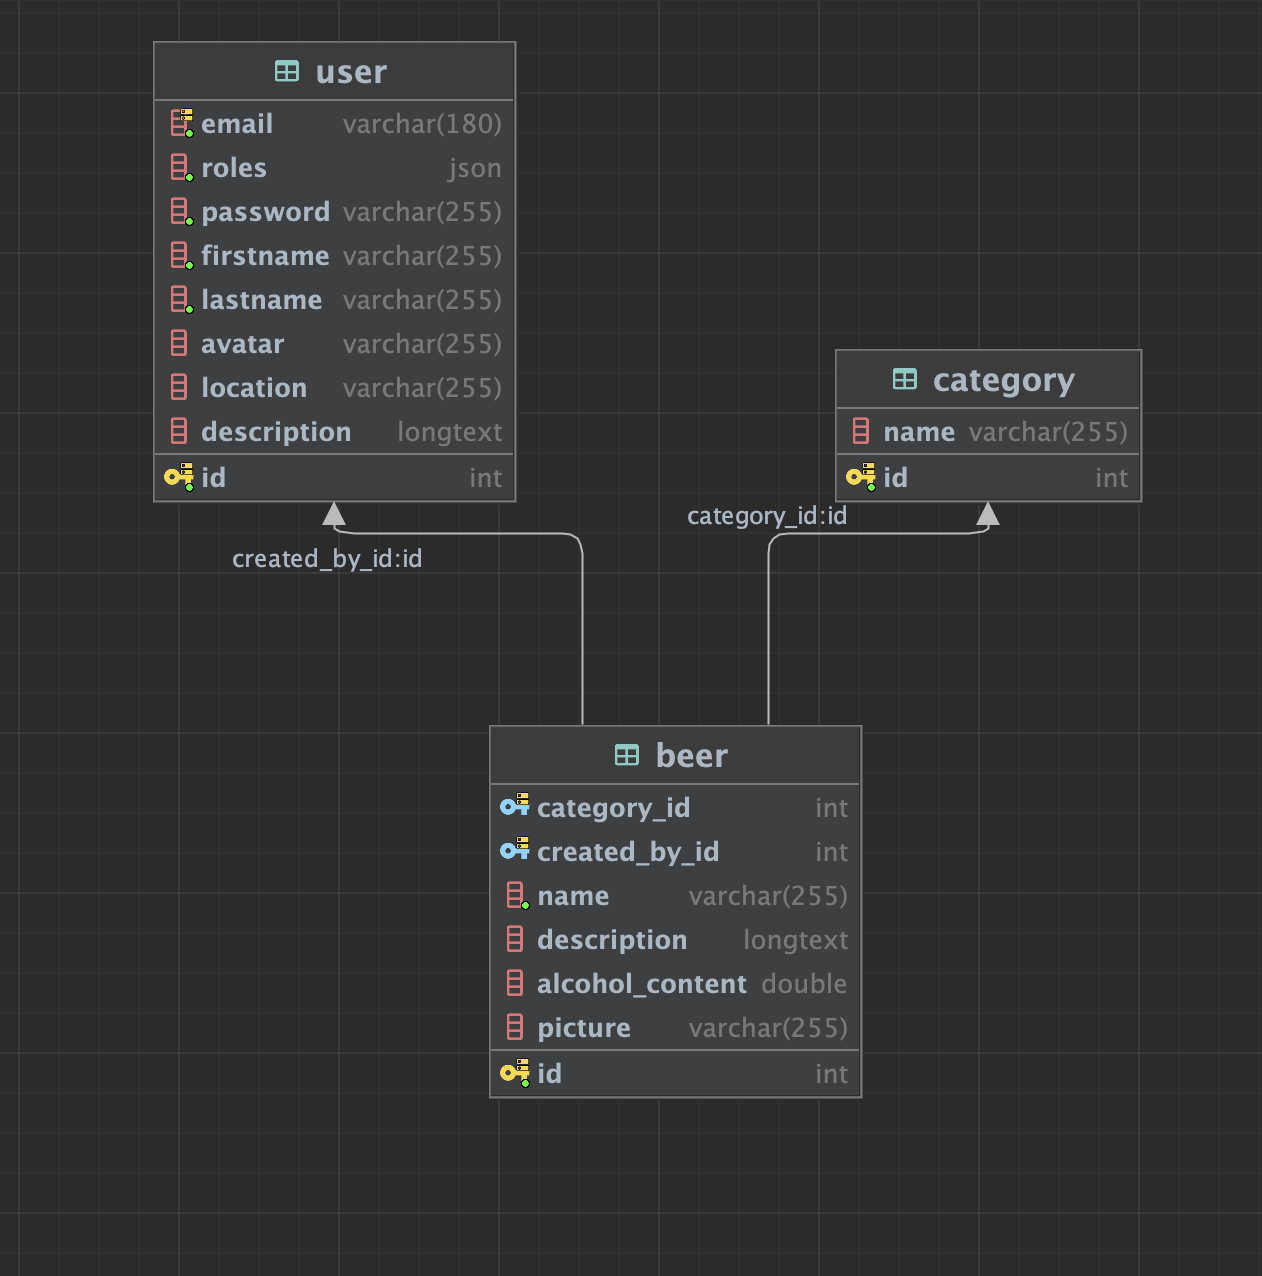 user
email varchar(180)
roles json
password varchar(255)
firstname varchar(255)
lastname varchar(255)
avatar varchar(255)
location varchar(255)
description longtext
id int
category
name varchar(255)
id int
category_id:id
created_by_id:id
beer
category_id int
created_by_id int
name varchar(255)
description longtext
alcohol_content double
picture varchar(255)
id int